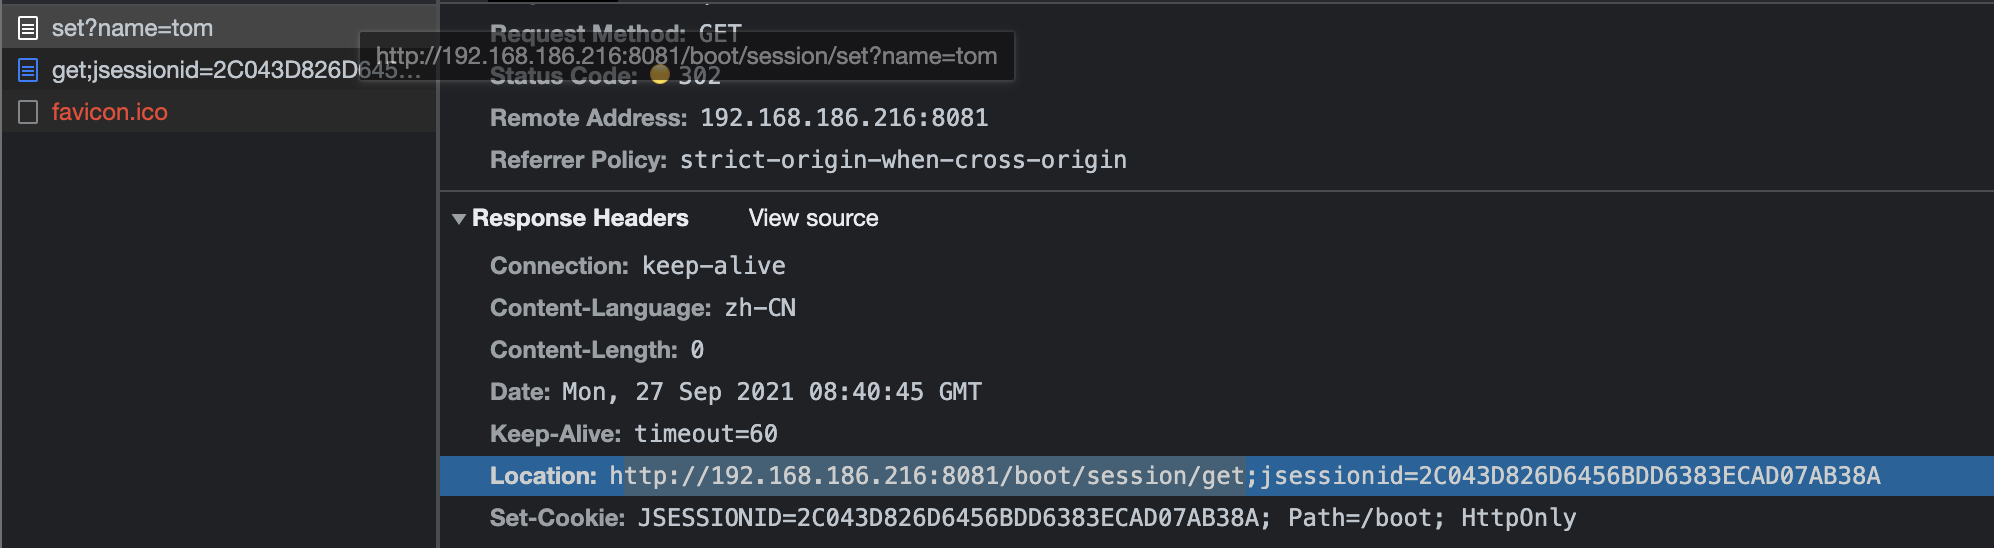 set?name=tom
get;jsessionid=2C043D826D645...
favicon.ico
Request Method: GET
http://192.168.186.216:8081/boot/session/set?name=tom
Status Code: 302
Remote Address: 192.168.186.216:8081
Referrer Policy: strict-origin-when-cross-origin
Response Headers View source
Connection: keep-alive
Content-Language: zh-CN
Content-Length: 0
Date: Mon, 27 Sep 2021 08:40:45 GMT
Keep-Alive: timeout=60
Location: http://192.168.186.216:8081/boot/session/get;jsessionid=2C043D826D6456BDD6383ECAD07AB38A
Set-Cookie: JSESSIONID=2C043D826D6456BDD6383ECAD07AB38A; Path=/boot; HttpOnly